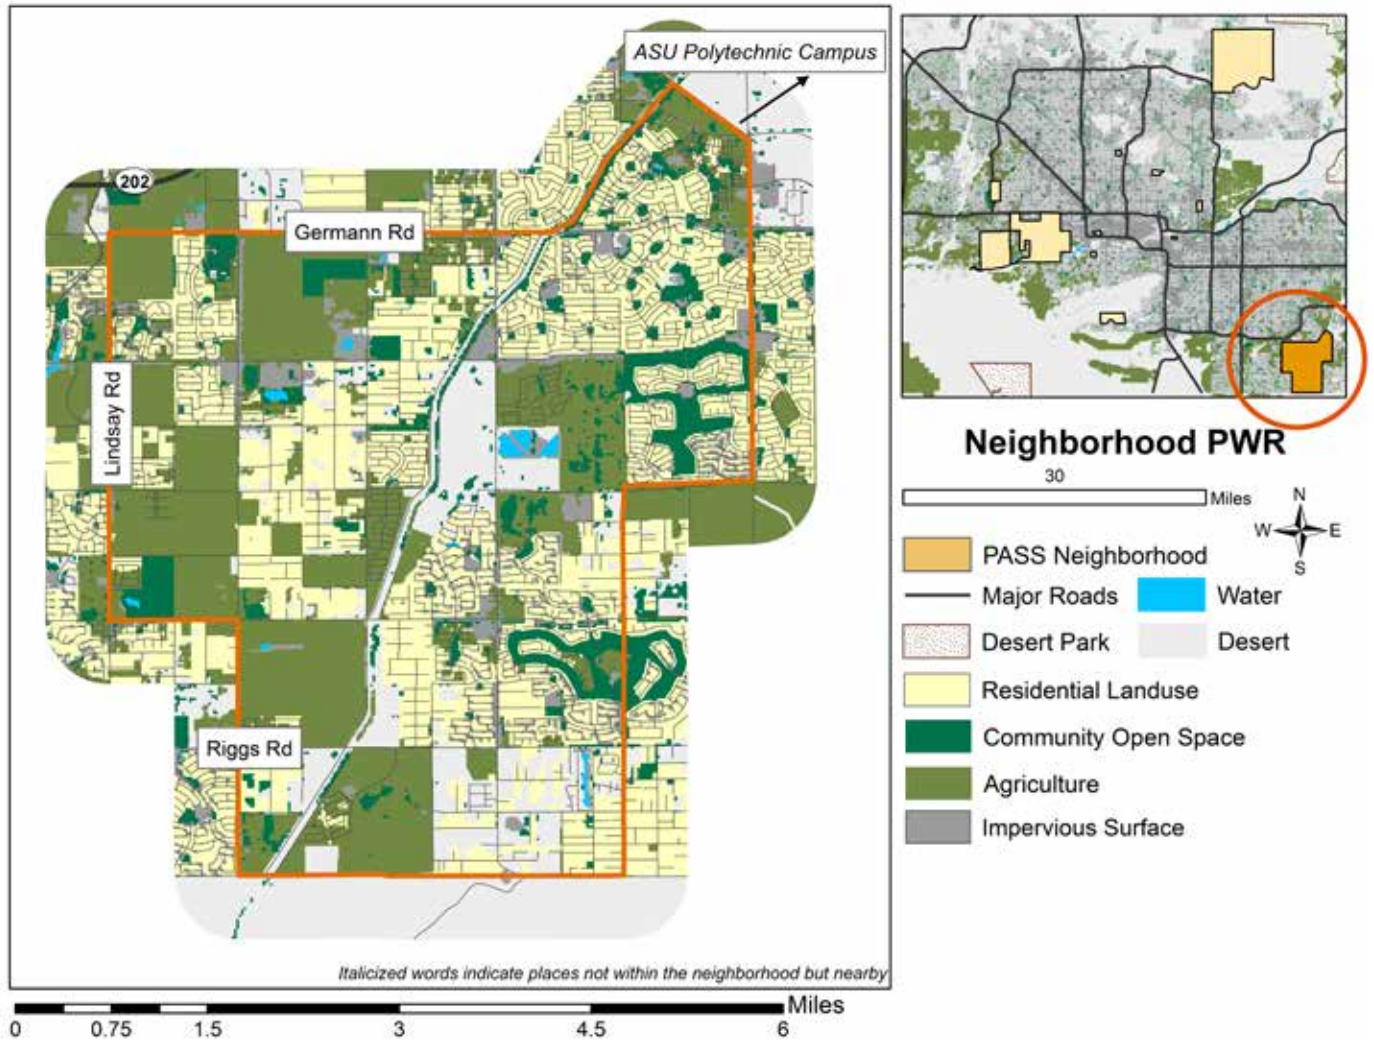 ASU Polytechnic Campus
202
Germann Rd
Lindsay Rd
Riggs Rd
Italicized words indicate places not within the neighborhood but nearby
Miles
0 0.75 1.5 3 4.5 6
Neighborhood PWR
30
Miles
N
W E
S
PASS Neighborhood
Major Roads
Water
Desert Park
Desert
Residential Landuse
Community Open Space
Agriculture
Impervious Surface